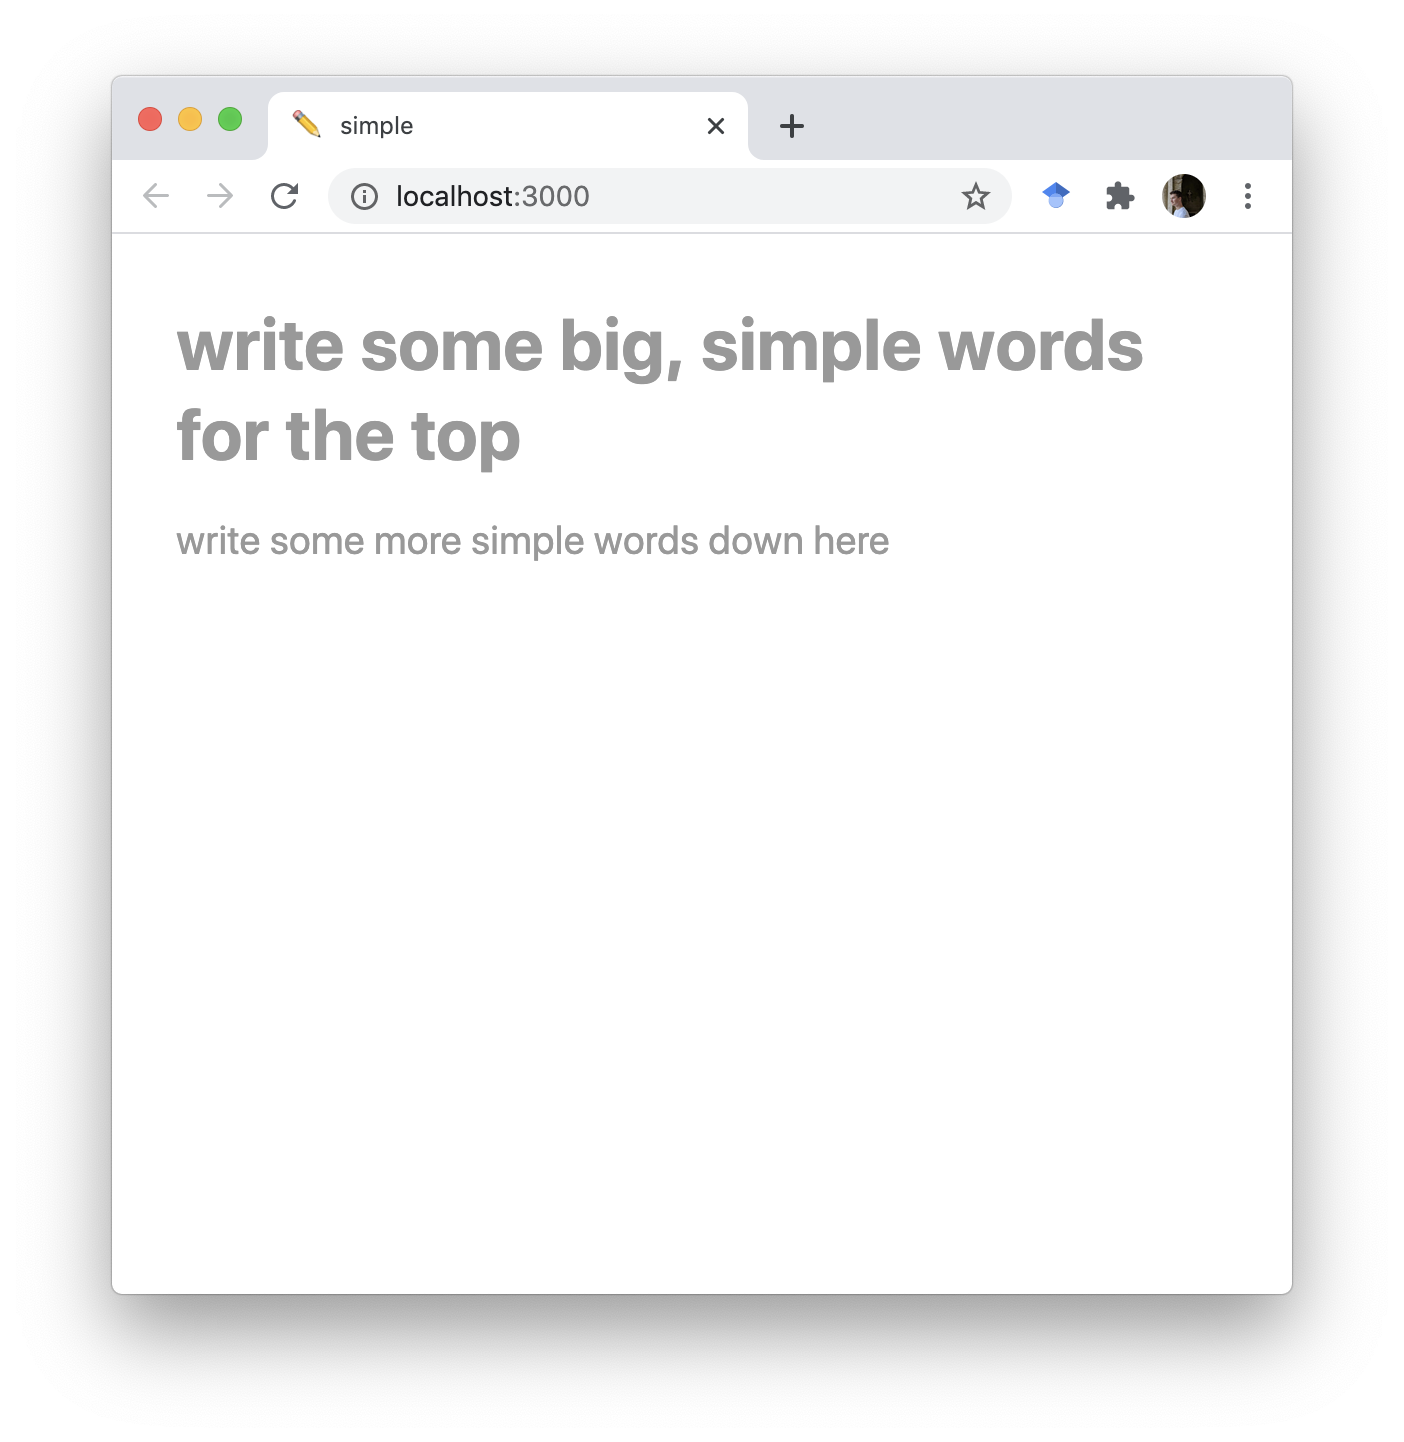 simple
localhost:3000
write some big, simple words
for the top
write some more simple words down here